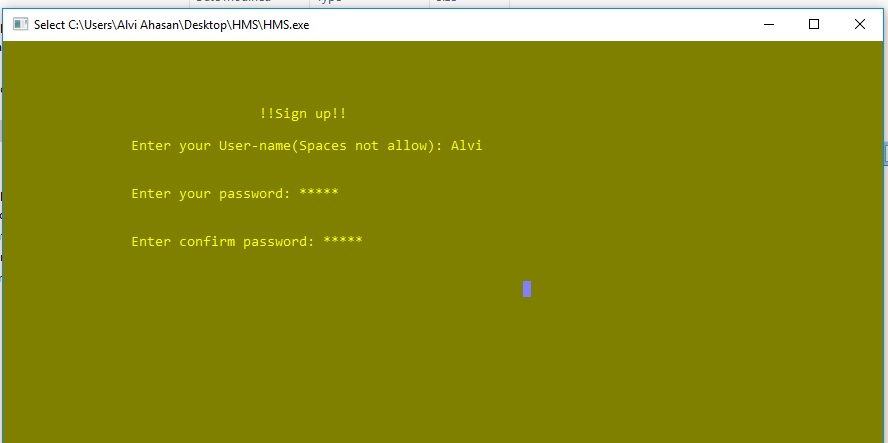 Select C:\Users\Alvi Ahasan\Desktop\HMS\HMS.exe
!!Sign up!!
Enter your User-name(Spaces not allow): Alvi
Enter your password: *****
Enter confirm password: *****